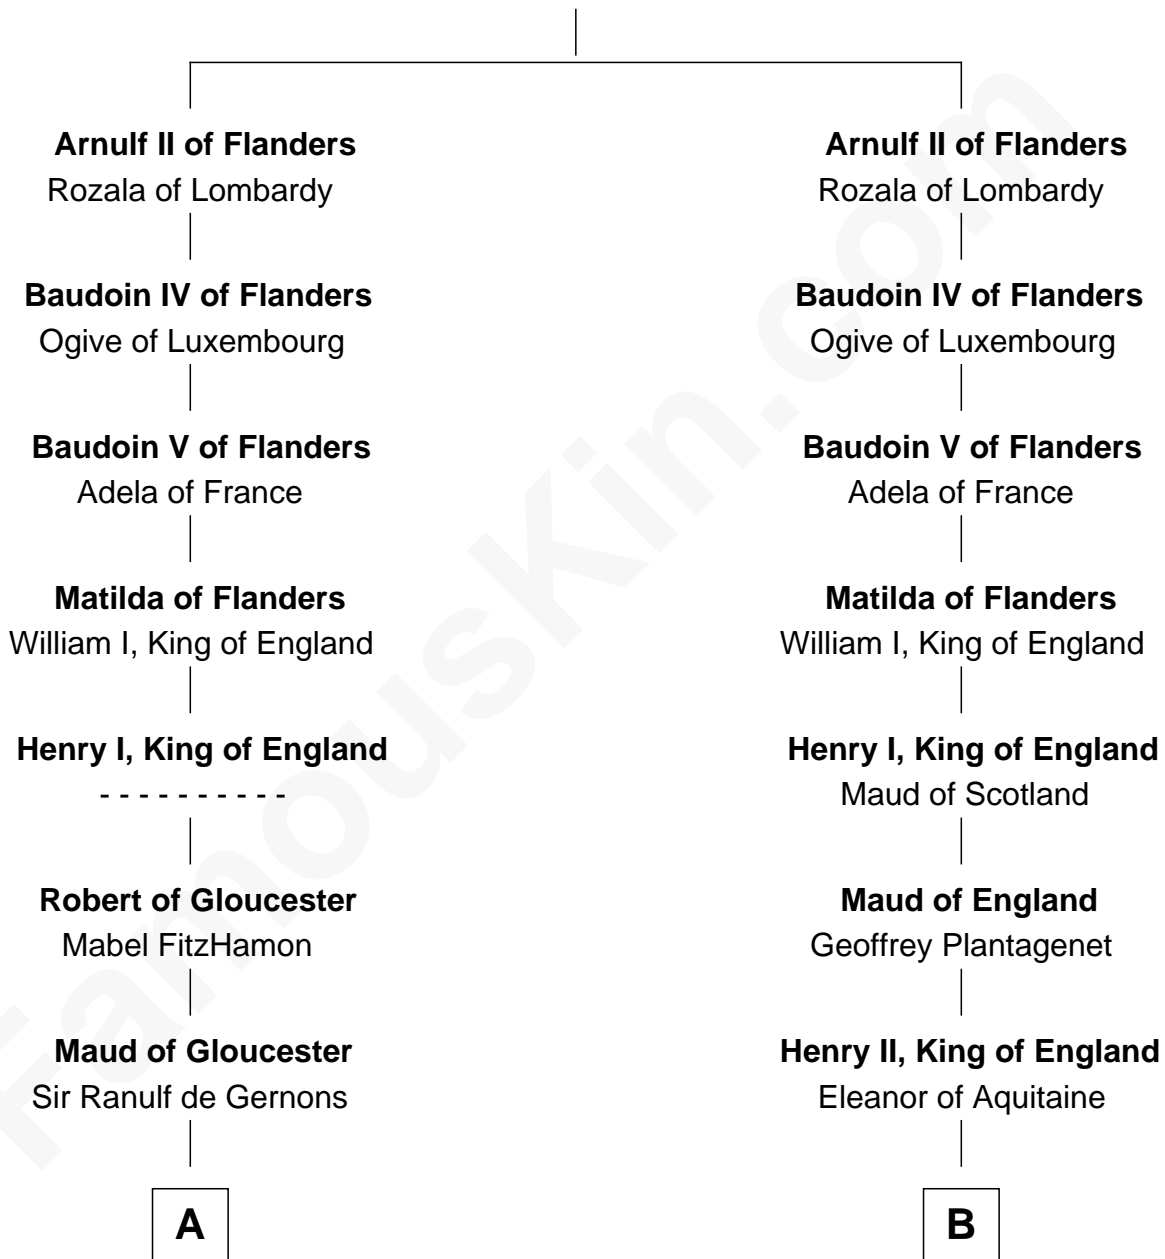 Arnulf II of Flanders
Rozala of Lombardy
Baudoin IV of Flanders
Ogive of Luxembourg
Baudoin V of Flanders
Adela of France
Matilda of Flanders
William I, King of England
Henry I, King of England
- - - - - - - - - -
Robert of Gloucester
Mabel FitzHamon
Maud of Gloucester
Sir Ranulf de Gernons
A
Arnulf II of Flanders
Rozala of Lombardy
Baudoin IV of Flanders
Ogive of Luxembourg
Baudoin V of Flanders
Adela of France
Matilda of Flanders
William I, King of England
Henry I, King of England
Maud of Scotland
Maud of England
Geoffrey Plantagenet
Henry II, King of England
Eleanor of Aquitaine
B
FamousKin.com